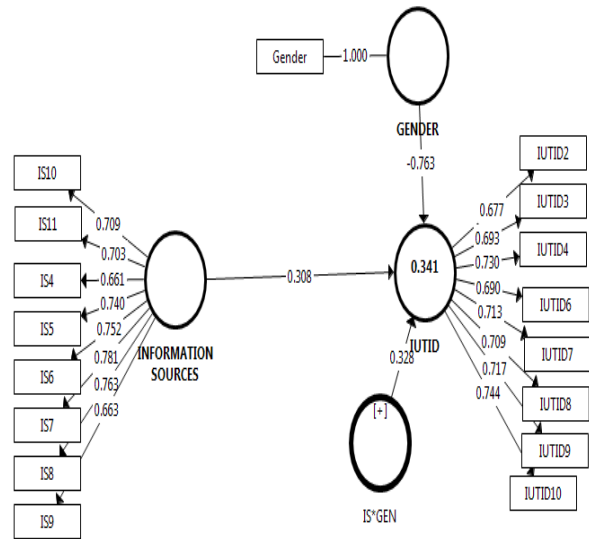 Gender
1.000
GENDER
-0.763
IS10
IS11
IS4
IS5
IS6
IS7
IS8
IS9
0.709
0.703
0.661
0.740
0.752
0.781
0.763
0.663
INFORMATION
SOURCES
0.308
0.341
IUTID
0.328
[+]
IS*GEN
0.677
0.693
0.730
0.690
0.713
0.709
0.717
0.744
IUTID2
IUTID3
IUTID4
IUTID6
IUTID7
IUTID8
IUTID9
IUTID10